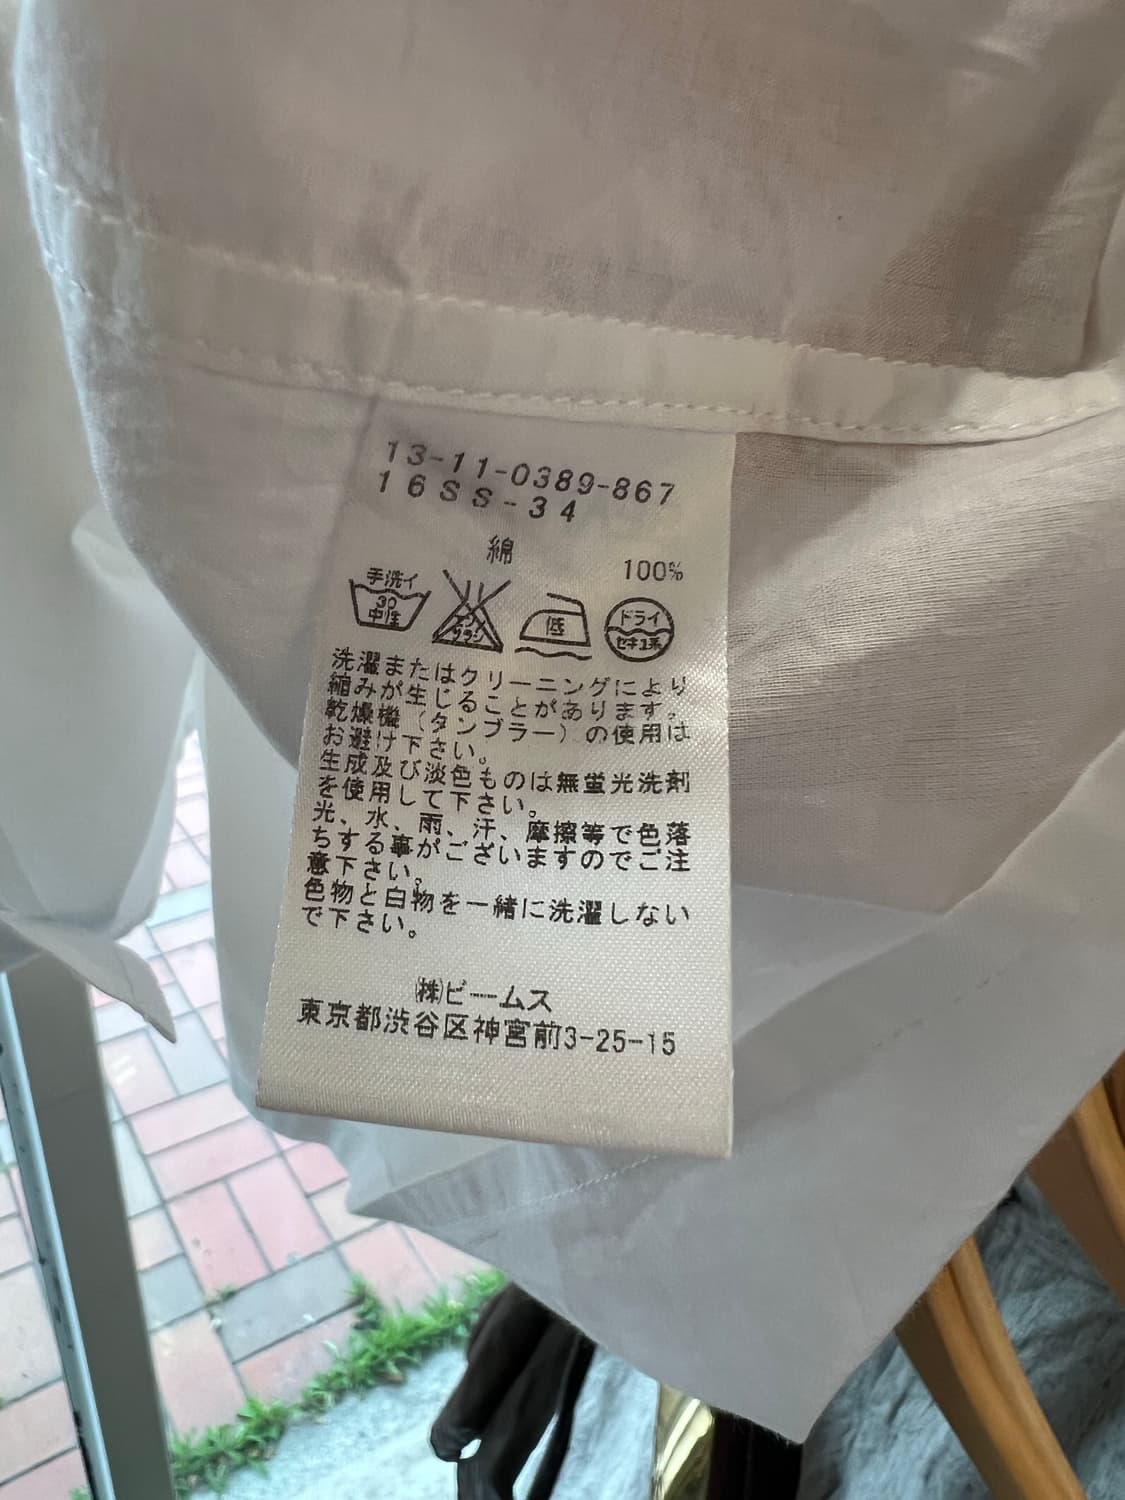 13-11-0389-867
16SS-34
綿 100%
手洗イ
30
中性
エンソ
サラシ
低
ドライ
セキユ系
洗濯またはクリーニングにより
縮みが生じることがあります。
乾燥機（タンブラー）の使用は
お避け下さい。
生成及び淡色ものは無蛍光洗剤
を使用して下さい。
光、水、雨、汗、摩擦等で色落
ちする事がございますのでご注
意下さい。
色物と白物を一緒に洗濯しない
で下さい。
㈱ビームス
東京都渋谷区神宮前3-25-15